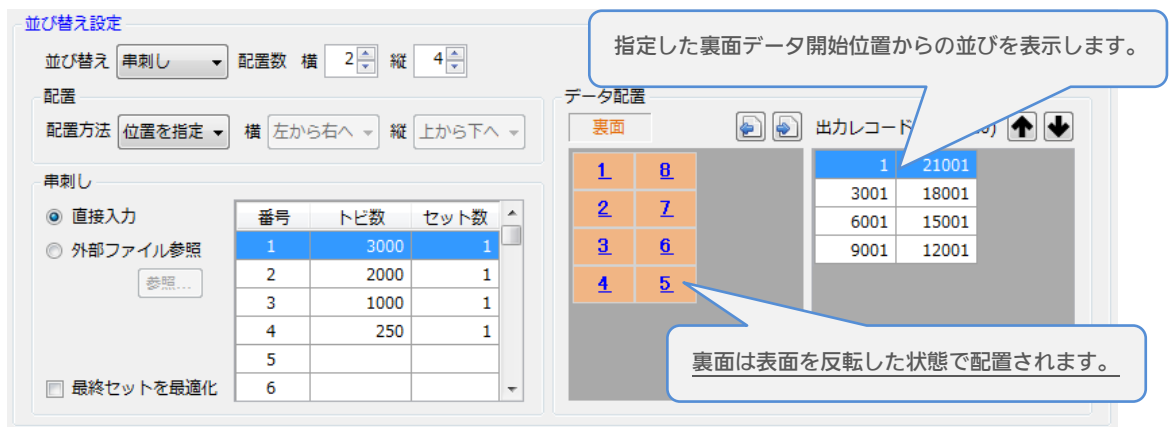 並び替え設定
指定した裏面データ開始位置からの並びを表示します。
並び替え 串刺し 配置数 横 2 縦 4
配置
配置方法 位置を指定 横 左から右へ 縦 上から下へ
データ配置
裏面 出力レコード
1 8
2 7
3 6
4 5
1 21001
3001 18001
6001 15001
9001 12001
串刺し
直接入力
外部ファイル参照
参照...
最終セットを最適化
番号 トビ数 セット数
1 3000 1
2 2000 1
3 1000 1
4 250 1
5
6
裏面は表面を反転した状態で配置されます。